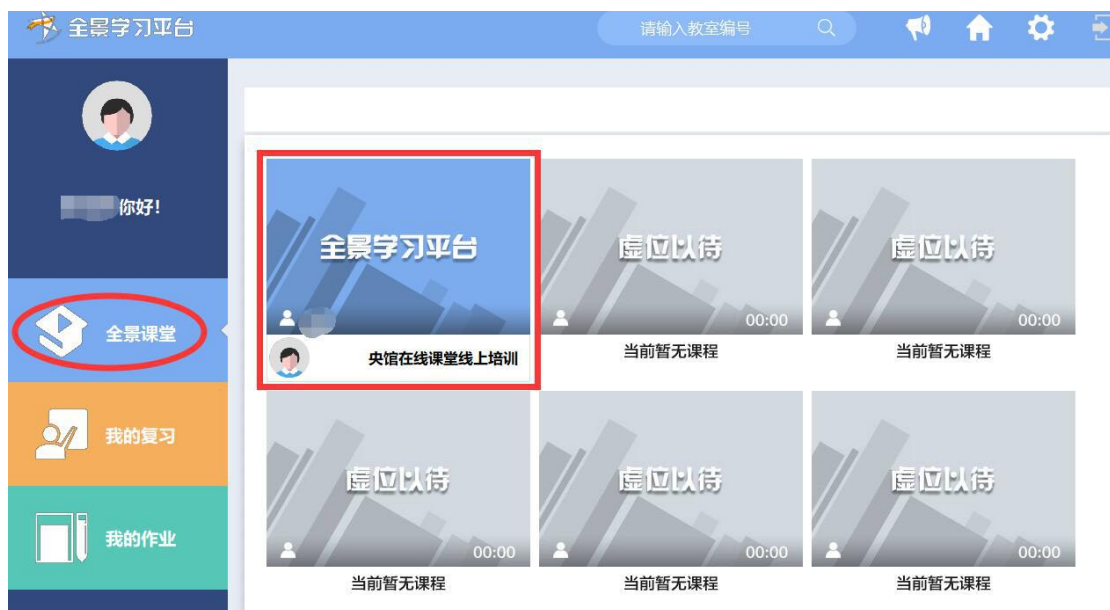 全景学习平台
请输入教室编号
你好!
全景课堂
我的复习
我的作业
全景学习平台
央馆在线课堂线上培训
虚位以待
00:00
当前暂无课程
虚位以待
00:00
当前暂无课程
虚位以待
00:00
当前暂无课程
虚位以待
00:00
当前暂无课程
虚位以待
00:00
当前暂无课程